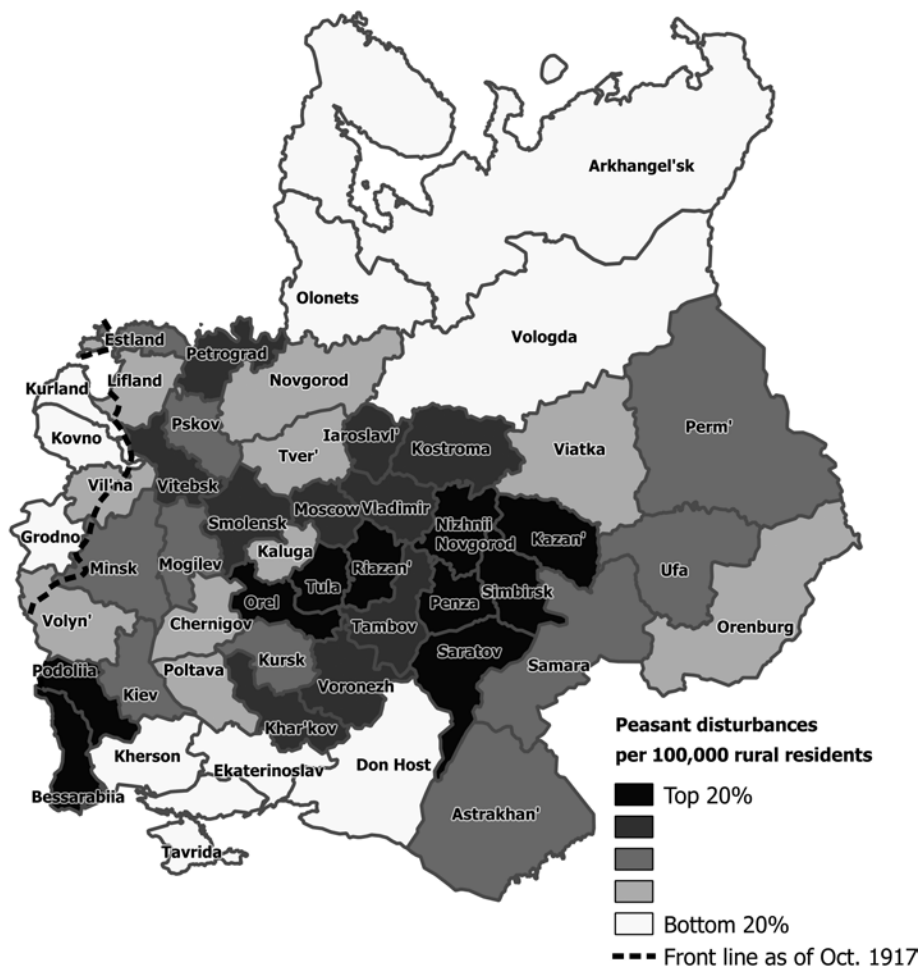 Arkhangel'sk
Olonets
Vologda
Estland
Petrograd
Kurland
Lifland
Novgorod
Pskov
Iaroslavl'
Kostroma
Perm'
Kovno
Tver'
Viatka
Vil'na
Vitebsk
Smolensk
Moscow
Vladimir
Nizhnii
Novgorod
Grodno
Kaluga
Kazan'
Minsk
Mogilev
Riazan'
Ufa
Tula
Simbirsk
Orel
Penza
Volyn'
Chernigov
Tambov
Orenburg
Saratov
Podoliia
Poltava
Kursk
Samara
Kiev
Voronezh
Khar'kov
Kherson
Ekaterinoslav
Don Host
Bessarabiia
Astrakhan'
Tavrida
Peasant disturbances
per 100,000 rural residents
Top 20%
Bottom 20%
Front line as of Oct. 1917